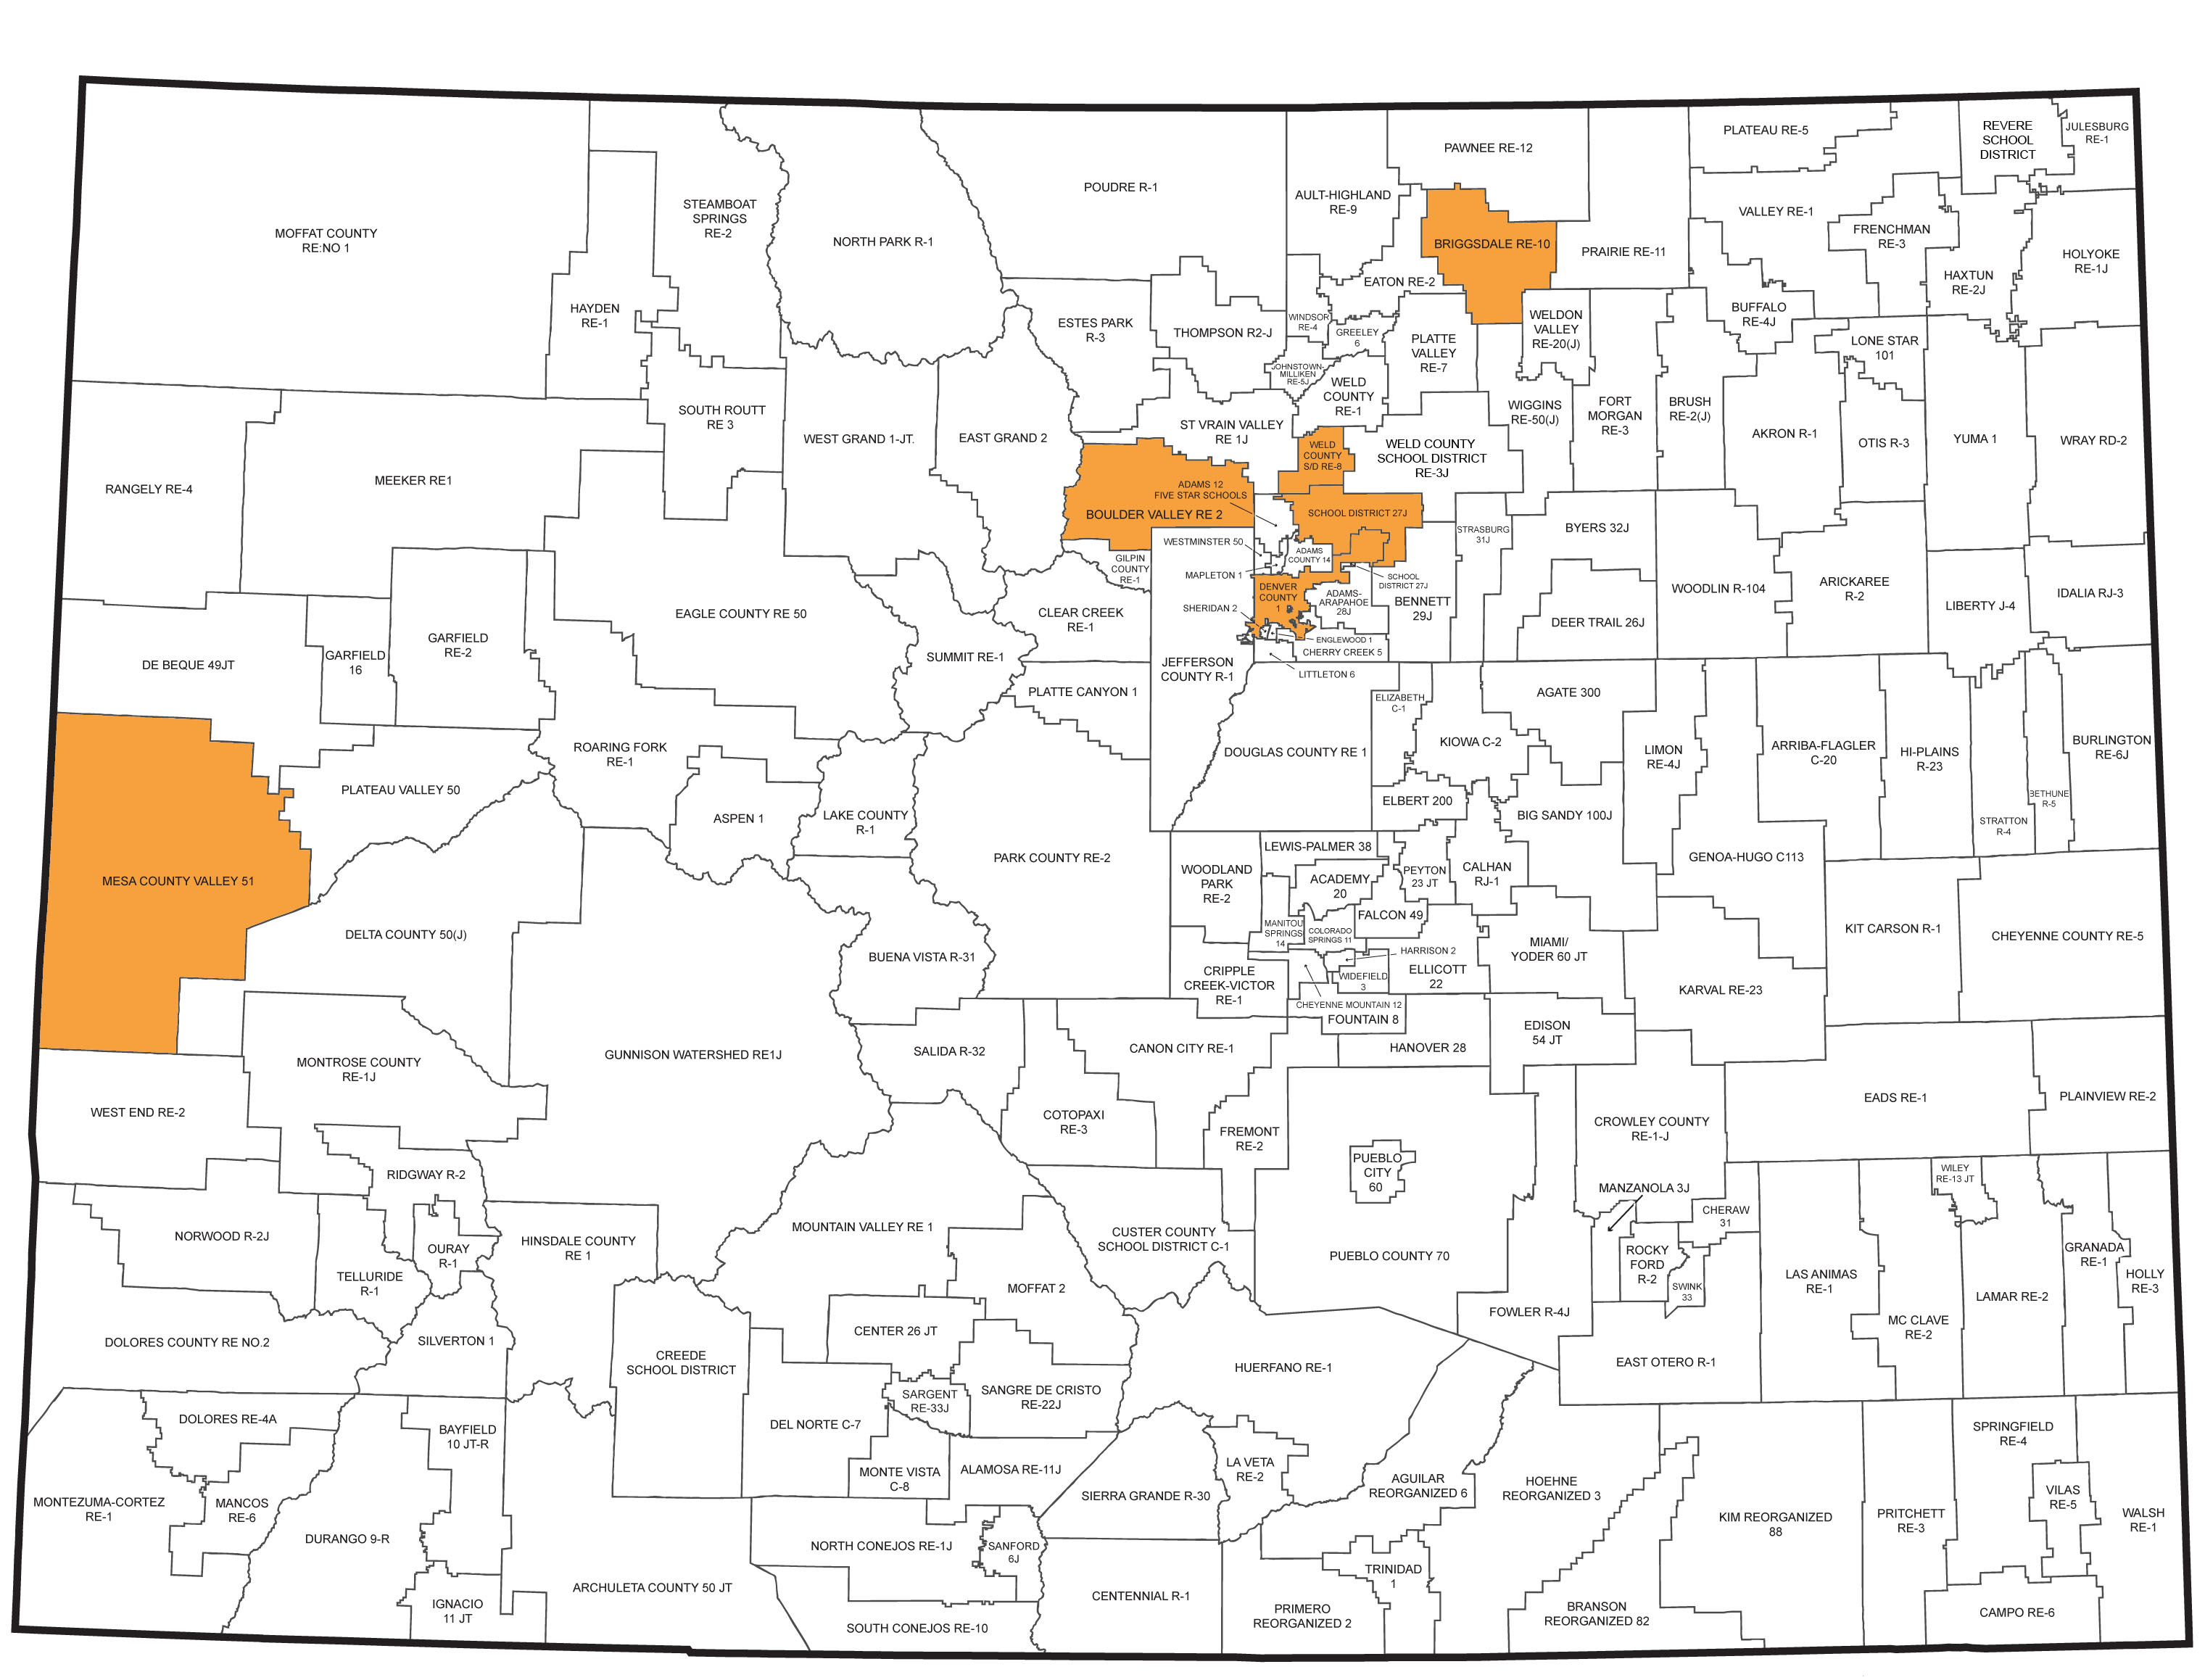 MOFFAT COUNTY
RE:NO 1
STEAMBOAT
SPRINGS
RE-2
HAYDEN
RE-1
NORTH PARK R-1
POUDRE R-1
AULT-HIGHLAND
RE-9
PAWNEE RE-12
BRIGGSDALE RE-10
PRAIRIE RE-11
PLATEAU RE-5
REVERE
SCHOOL
DISTRICT
JULESBURG
RE-1
VALLEY RE-1
FRENCHMAN
RE-3
HAXTUN
RE-2J
HOLYOKE
RE-1J
BUFFALO
RE-4J
LONE STAR
101
EATON RE-2
WINDSOR
RE-4
GREELEY
6
JOHNSTOWN-
MILLIKEN
RE-5J
WELD
COUNTY
RE-1
PLATTE
VALLEY
RE-7
WELDON
VALLEY
RE-20(J)
WIGGINS
RE-50(J)
FORT
MORGAN
RE-3
BRUSH
RE-2(J)
AKRON R-1
OTIS R-3
YUMA 1
WRAY RD-2
ESTES PARK
R-3
THOMPSON R2-J
ST VRAIN VALLEY
RE 1J
WELD
COUNTY
S/D RE-8
WELD COUNTY
SCHOOL DISTRICT
RE-3J
RANGELY RE-4
MEEKER RE1
SOUTH ROUTT
RE 3
WEST GRAND 1-JT.
EAST GRAND 2
ADAMS 12
FIVE STAR SCHOOLS
BOULDER VALLEY RE 2
SCHOOL DISTRICT 27J
WESTMINSTER 50
ADAMS
COUNTY 14
MAPLETON 1
SCHOOL
DISTRICT 27J
GILPIN
COUNTY
RE-1
DENVER
COUNTY
1
SHERIDAN 2
ADAMS-
ARAPAHOE
28J
ENGLEWOOD 1
CHERRY CREEK 5
LITTLETON 6
BENNETT
29J
STRASBURG
31J
BYERS 32J
DEER TRAIL 26J
WOODLIN R-104
ARICKAREE
R-2
LIBERTY J-4
IDALIA RJ-3
DE BEQUE 49JT
GARFIELD
16
GARFIELD
RE-2
EAGLE COUNTY RE 50
SUMMIT RE-1
CLEAR CREEK
RE-1
PLATTE CANYON 1
JEFFERSON
COUNTY R-1
DOUGLAS COUNTY RE 1
ELIZABETH
C-1
KIOWA C-2
AGATE 300
ELBERT 200
BIG SANDY 100J
LIMON
RE-4J
ARRIBA-FLAGLER
C-20
HI-PLAINS
R-23
STRATTON
R-4
BETHUNE
R-5
BURLINGTON
RE-6J
GENOA-HUGO C113
MESA COUNTY VALLEY 51
PLATEAU VALLEY 50
ROARING FORK
RE-1
ASPEN 1
LAKE COUNTY
R-1
PARK COUNTY RE-2
WOODLAND
PARK
RE-2
LEWIS-PALMER 38
ACADEMY
20
PEYTON
23 JT
CALHAN
RJ-1
FALCON 49
MANITOU
SPRINGS
14
COLORADO
SPRINGS 11
HARRISON 2
WIDEFIELD
3
ELLICOTT
22
MIAMI/
YODER 60 JT
CHEYENNE MOUNTAIN 12
FOUNTAIN 8
CRIPPLE
CREEK-VICTOR
RE-1
HANOVER 28
EDISON
54 JT
KARVAL RE-23
KIT CARSON R-1
CHEYENNE COUNTY RE-5
DELTA COUNTY 50(J)
BUENA VISTA R-31
GUNNISON WATERSHED RE1J
MONTROSE COUNTY
RE-1J
SALIDA R-32
CANON CITY RE-1
COTOPAXI
RE-3
FREMONT
RE-2
PUEBLO
CITY
60
PUEBLO COUNTY 70
CROWLEY COUNTY
RE-1-J
EADS RE-1
PLAINVIEW RE-2
WEST END RE-2
RIDGWAY R-2
NORWOOD R-2J
OURAY
R-1
TELLURIDE
R-1
HINSDALE COUNTY
RE 1
MOUNTAIN VALLEY RE 1
CUSTER COUNTY
SCHOOL DISTRICT C-1
MOFFAT 2
FOWLER R-4J
MANZANOLA 3J
ROCKY
FORD
R-2
CHERAW
31
SWINK
33
LAS ANIMAS
RE-1
WILEY
RE-13 JT
MC CLAVE
RE-2
LAMAR RE-2
GRANADA
RE-1
HOLLY
RE-3
EAST OTERO R-1
DOLORES COUNTY RE NO.2
SILVERTON 1
CREEDE
SCHOOL DISTRICT
CENTER 26 JT
SARGENT
RE-33J
SANGRE DE CRISTO
RE-22J
HUERFANO RE-1
DOLORES RE-4A
BAYFIELD
10 JT-R
DEL NORTE C-7
MONTE VISTA
C-8
ALAMOSA RE-11J
SIERRA GRANDE R-30
LA VETA
RE-2
AGUILAR
REORGANIZED 6
HOEHNE
REORGANIZED 3
KIM REORGANIZED
88
PRITCHETT
RE-3
SPRINGFIELD
RE-4
VILAS
RE-5
WALSH
RE-1
MONTEZUMA-CORTEZ
RE-1
MANCOS
RE-6
DURANGO 9-R
IGNACIO
11 JT
ARCHULETA COUNTY 50 JT
NORTH CONEJOS RE-1J
SANFORD
6J
SOUTH CONEJOS RE-10
CENTENNIAL R-1
PRIMERO
REORGANIZED 2
TRINIDAD
1
BRANSON
REORGANIZED 82
CAMPO RE-6